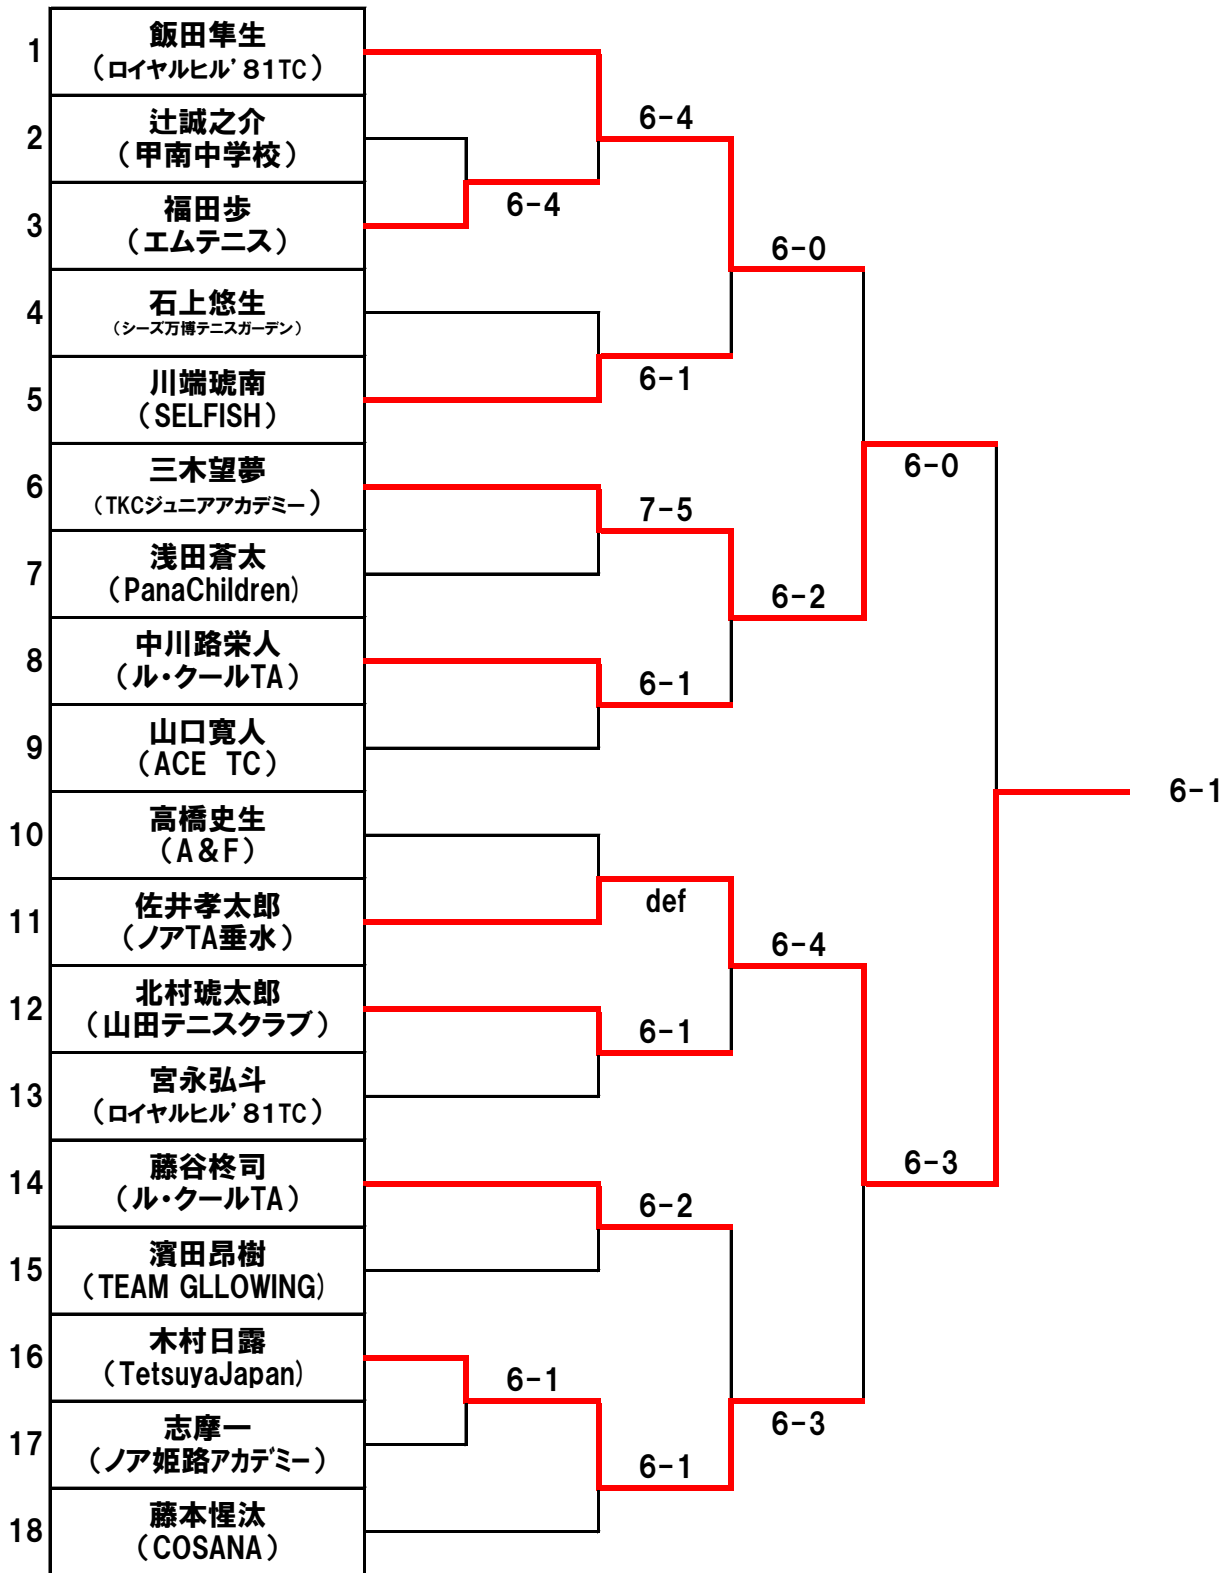 1
飯田隼生
（ロイヤルヒル’８１TC）
2
辻誠之介
（甲南中学校）
3
福田歩
（エムテニス）
4
石上悠生
（シーズ万博テニスガーデン）
5
川端琥南
（SELFISH）
6
三木望夢
（TKCジュニアアカデミー）
7
浅田蒼太
（PanaChildren)
8
中川路栄人
（ル・クールTA）
9
山口寛人
（ACE　TC）
10
高橋史生
（A＆F）
11
佐井孝太郎
（ノアTA垂水）
12
北村琥太郎
（山田テニスクラブ）
13
宮永弘斗
（ロイヤルヒル’８１TC）
14
藤谷柊司
（ル・クールTA）
15
濱田昂樹
（TEAM GLLOWING)
16
木村日露
（TetsuyaJapan)
17
志摩一
（ノア姫路アカデミー）
18
藤本惺汰
（COSANA）
6-4
6-1
6-4
6-1
7-5
6-1
def
6-1
6-2
6-1
6-0
6-2
6-4
6-3
6-0
6-3
6-1